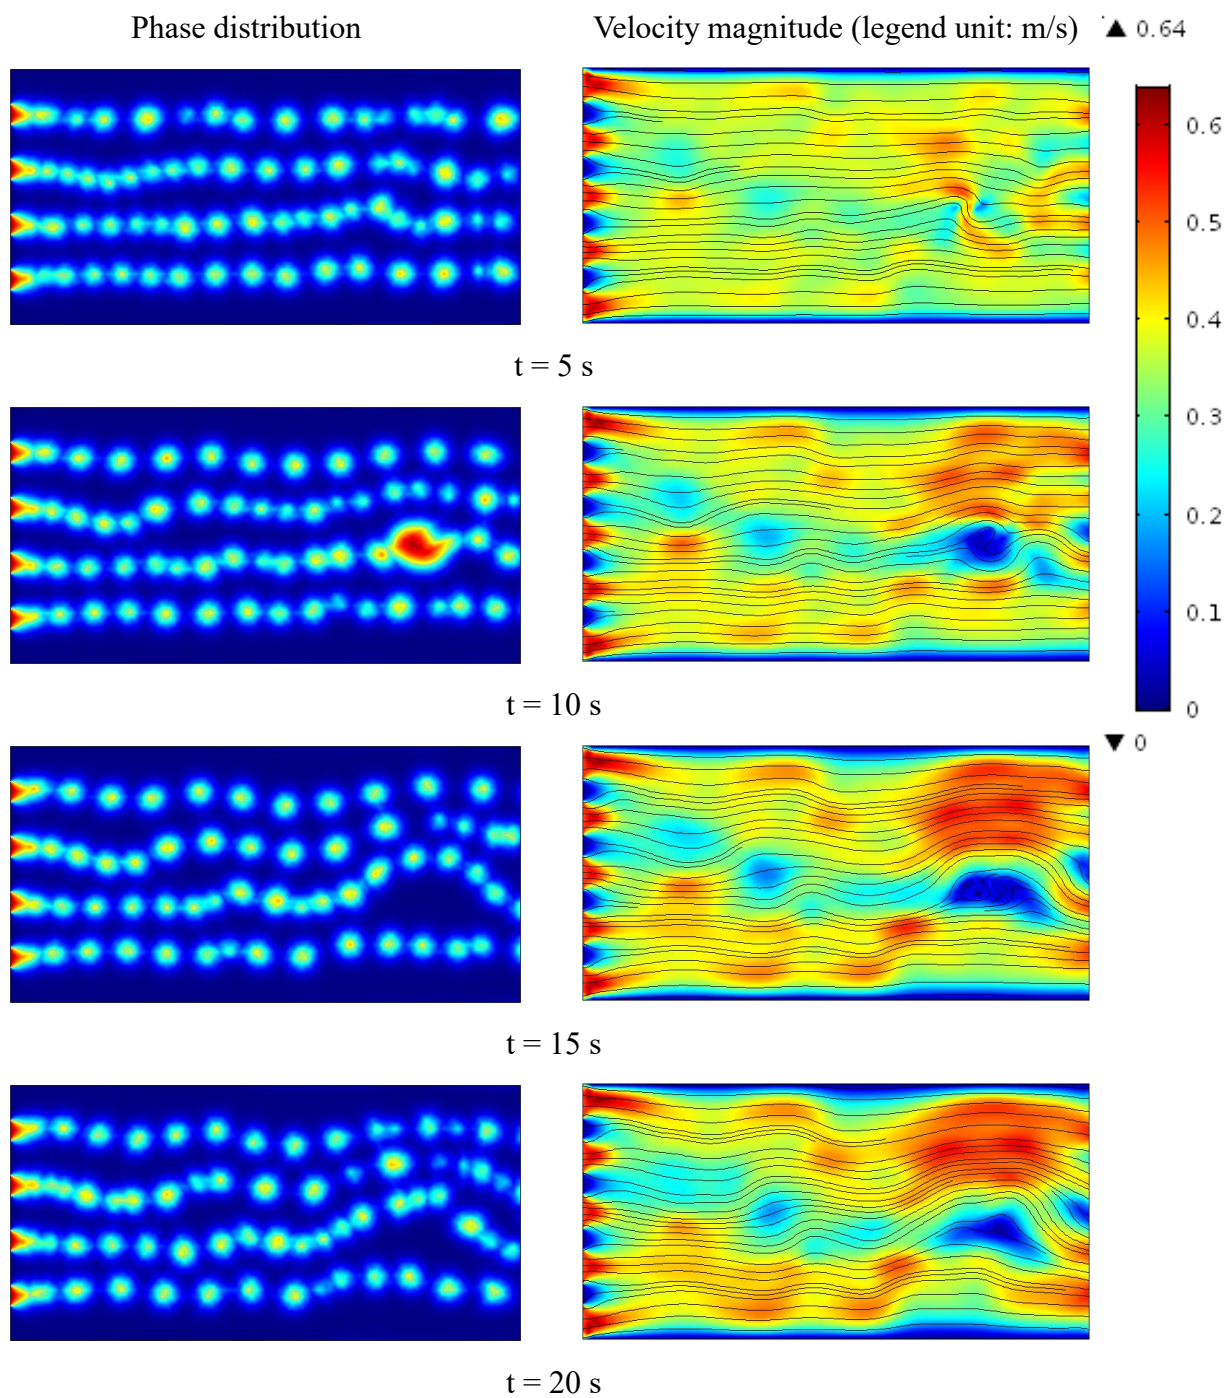 Phase distribution
Velocity magnitude (legend unit: m/s)
▲ 0.64
0.6
0.5
t = 5 s
0.4
0.3
0.2
0.1
t = 10 s
0
▼ 0
t = 15 s
t = 20 s